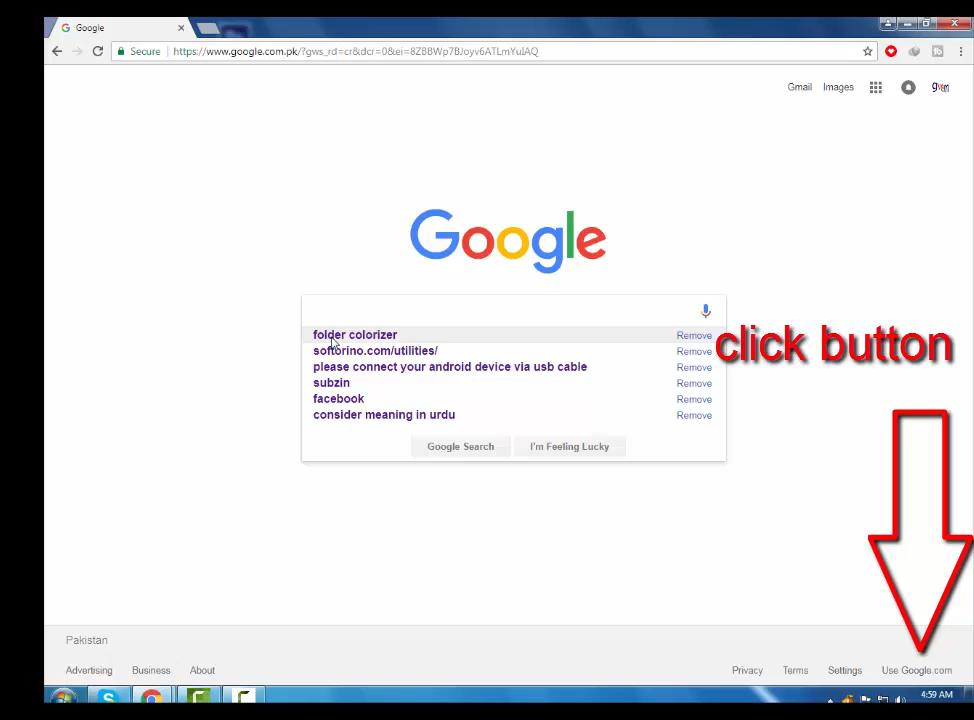 Google
Secure https://www.google.com.pk/?gws_rd=cr&dcr=0&ei=8ZBBWp7BJoyv6ATLmYuIAQ
Gmail Images
Google
folder colorizer Remove
softorino.com/utilities/ Remove
please connect your android device via usb cable Remove
subzin Remove
facebook Remove
consider meaning in urdu Remove
click button
Google Search I'm Feeling Lucky
Pakistan
Advertising Business About Privacy Terms Settings Use Google.com
4:59 AM